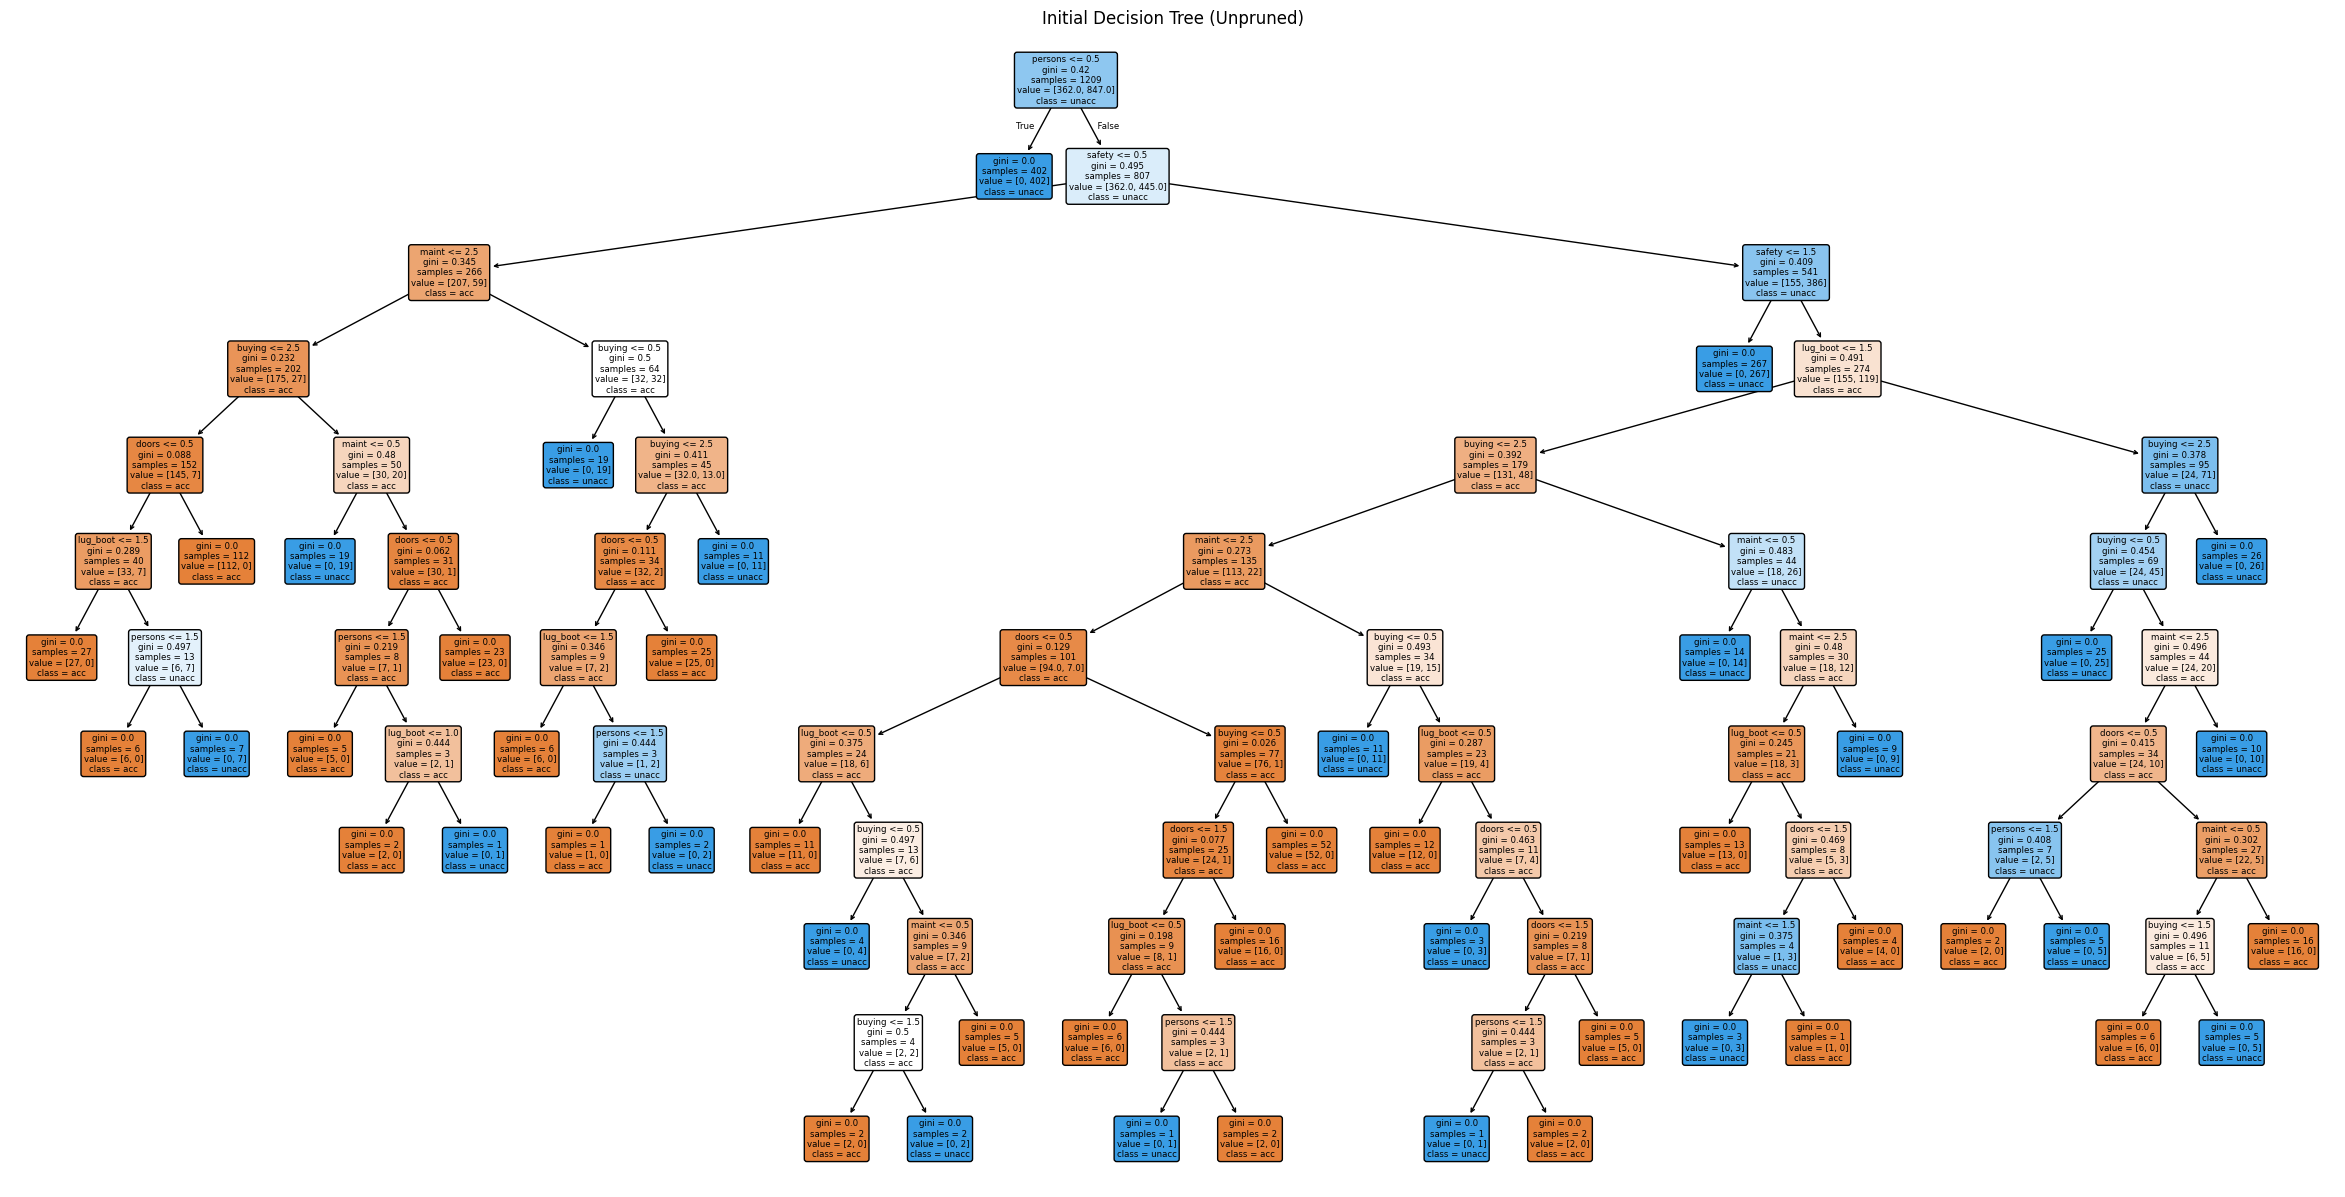 Initial Decision Tree (Unpruned)
persons <= 0.5
gini = 0.42
samples = 1209
value = [362.0, 847.0]
class = unacc
True
False
gini = 0.0
samples = 402
value = [0, 402]
class = unacc
safety <= 0.5
gini = 0.495
samples = 807
value = [362.0, 445.0]
class = unacc
maint <= 2.5
gini = 0.345
samples = 266
value = [207, 59]
class = acc
safety <= 1.5
gini = 0.409
samples = 541
value = [155, 386]
class = unacc
buying <= 2.5
gini = 0.232
samples = 202
value = [175, 27]
class = acc
buying <= 0.5
gini = 0.5
samples = 64
value = [32, 32]
class = acc
gini = 0.0
samples = 267
value = [0, 267]
class = unacc
lug_boot <= 1.5
gini = 0.491
samples = 274
value = [155, 119]
class = acc
doors <= 0.5
gini = 0.088
samples = 152
value = [145, 7]
class = acc
maint <= 0.5
gini = 0.48
samples = 50
value = [30, 20]
class = acc
gini = 0.0
samples = 19
value = [0, 19]
class = unacc
buying <= 2.5
gini = 0.411
samples = 45
value = [32.0, 13.0]
class = acc
buying <= 2.5
gini = 0.392
samples = 179
value = [131, 48]
class = acc
buying <= 2.5
gini = 0.378
samples = 95
value = [24, 71]
class = unacc
lug_boot <= 1.5
gini = 0.289
samples = 40
value = [33, 7]
class = acc
gini = 0.0
samples = 112
value = [112, 0]
class = acc
gini = 0.0
samples = 19
value = [0, 19]
class = unacc
doors <= 0.5
gini = 0.062
samples = 31
value = [30, 1]
class = acc
doors <= 0.5
gini = 0.111
samples = 34
value = [32, 2]
class = acc
gini = 0.0
samples = 11
value = [0, 11]
class = unacc
maint <= 2.5
gini = 0.273
samples = 135
value = [113, 22]
class = acc
maint <= 0.5
gini = 0.483
samples = 44
value = [18, 26]
class = unacc
buying <= 0.5
gini = 0.454
samples = 69
value = [24, 45]
class = unacc
gini = 0.0
samples = 26
value = [0, 26]
class = unacc
gini = 0.0
samples = 27
value = [27, 0]
class = acc
persons <= 1.5
gini = 0.497
samples = 13
value = [6, 7]
class = unacc
persons <= 1.5
gini = 0.219
samples = 8
value = [7, 1]
class = acc
gini = 0.0
samples = 23
value = [23, 0]
class = acc
lug_boot <= 1.5
gini = 0.346
samples = 9
value = [7, 2]
class = acc
gini = 0.0
samples = 25
value = [25, 0]
class = acc
doors <= 0.5
gini = 0.129
samples = 101
value = [94.0, 7.0]
class = acc
buying <= 0.5
gini = 0.493
samples = 34
value = [19, 15]
class = acc
gini = 0.0
samples = 14
value = [0, 14]
class = unacc
maint <= 2.5
gini = 0.48
samples = 30
value = [18, 12]
class = acc
gini = 0.0
samples = 25
value = [0, 25]
class = unacc
maint <= 2.5
gini = 0.496
samples = 44
value = [24, 20]
class = acc
gini = 0.0
samples = 6
value = [6, 0]
class = acc
gini = 0.0
samples = 7
value = [0, 7]
class = unacc
gini = 0.0
samples = 5
value = [5, 0]
class = acc
lug_boot <= 1.0
gini = 0.444
samples = 3
value = [2, 1]
class = acc
gini = 0.0
samples = 6
value = [6, 0]
class = acc
persons <= 1.5
gini = 0.444
samples = 3
value = [1, 2]
class = unacc
lug_boot <= 0.5
gini = 0.375
samples = 24
value = [18, 6]
class = acc
buying <= 0.5
gini = 0.026
samples = 77
value = [76, 1]
class = acc
gini = 0.0
samples = 11
value = [0, 11]
class = unacc
lug_boot <= 0.5
gini = 0.287
samples = 23
value = [19, 4]
class = acc
lug_boot <= 0.5
gini = 0.245
samples = 21
value = [18, 3]
class = acc
gini = 0.0
samples = 9
value = [0, 9]
class = unacc
doors <= 0.5
gini = 0.415
samples = 34
value = [24, 10]
class = acc
gini = 0.0
samples = 10
value = [0, 10]
class = unacc
gini = 0.0
samples = 2
value = [2, 0]
class = acc
gini = 0.0
samples = 1
value = [0, 1]
class = unacc
gini = 0.0
samples = 1
value = [1, 0]
class = acc
gini = 0.0
samples = 2
value = [0, 2]
class = unacc
gini = 0.0
samples = 11
value = [11, 0]
class = acc
buying <= 0.5
gini = 0.497
samples = 13
value = [7, 6]
class = acc
doors <= 1.5
gini = 0.077
samples = 25
value = [24, 1]
class = acc
gini = 0.0
samples = 52
value = [52, 0]
class = acc
gini = 0.0
samples = 12
value = [12, 0]
class = acc
doors <= 0.5
gini = 0.463
samples = 11
value = [7, 4]
class = acc
gini = 0.0
samples = 13
value = [13, 0]
class = acc
doors <= 1.5
gini = 0.469
samples = 8
value = [5, 3]
class = acc
persons <= 1.5
gini = 0.408
samples = 7
value = [2, 5]
class = unacc
maint <= 0.5
gini = 0.302
samples = 27
value = [22, 5]
class = acc
gini = 0.0
samples = 4
value = [0, 4]
class = unacc
maint <= 0.5
gini = 0.346
samples = 9
value = [7, 2]
class = acc
lug_boot <= 0.5
gini = 0.198
samples = 9
value = [8, 1]
class = acc
gini = 0.0
samples = 16
value = [16, 0]
class = acc
gini = 0.0
samples = 3
value = [0, 3]
class = unacc
doors <= 1.5
gini = 0.219
samples = 8
value = [7, 1]
class = acc
maint <= 1.5
gini = 0.375
samples = 4
value = [1, 3]
class = unacc
gini = 0.0
samples = 4
value = [4, 0]
class = acc
gini = 0.0
samples = 2
value = [2, 0]
class = acc
gini = 0.0
samples = 5
value = [0, 5]
class = unacc
buying <= 1.5
gini = 0.496
samples = 11
value = [6, 5]
class = acc
gini = 0.0
samples = 16
value = [16, 0]
class = acc
buying <= 1.5
gini = 0.5
samples = 4
value = [2, 2]
class = acc
gini = 0.0
samples = 5
value = [5, 0]
class = acc
gini = 0.0
samples = 6
value = [6, 0]
class = acc
persons <= 1.5
gini = 0.444
samples = 3
value = [2, 1]
class = acc
persons <= 1.5
gini = 0.444
samples = 3
value = [2, 1]
class = acc
gini = 0.0
samples = 5
value = [5, 0]
class = acc
gini = 0.0
samples = 3
value = [0, 3]
class = unacc
gini = 0.0
samples = 1
value = [1, 0]
class = acc
gini = 0.0
samples = 6
value = [6, 0]
class = acc
gini = 0.0
samples = 5
value = [0, 5]
class = unacc
gini = 0.0
samples = 2
value = [2, 0]
class = acc
gini = 0.0
samples = 2
value = [0, 2]
class = unacc
gini = 0.0
samples = 1
value = [0, 1]
class = unacc
gini = 0.0
samples = 2
value = [2, 0]
class = acc
gini = 0.0
samples = 1
value = [0, 1]
class = unacc
gini = 0.0
samples = 2
value = [2, 0]
class = acc